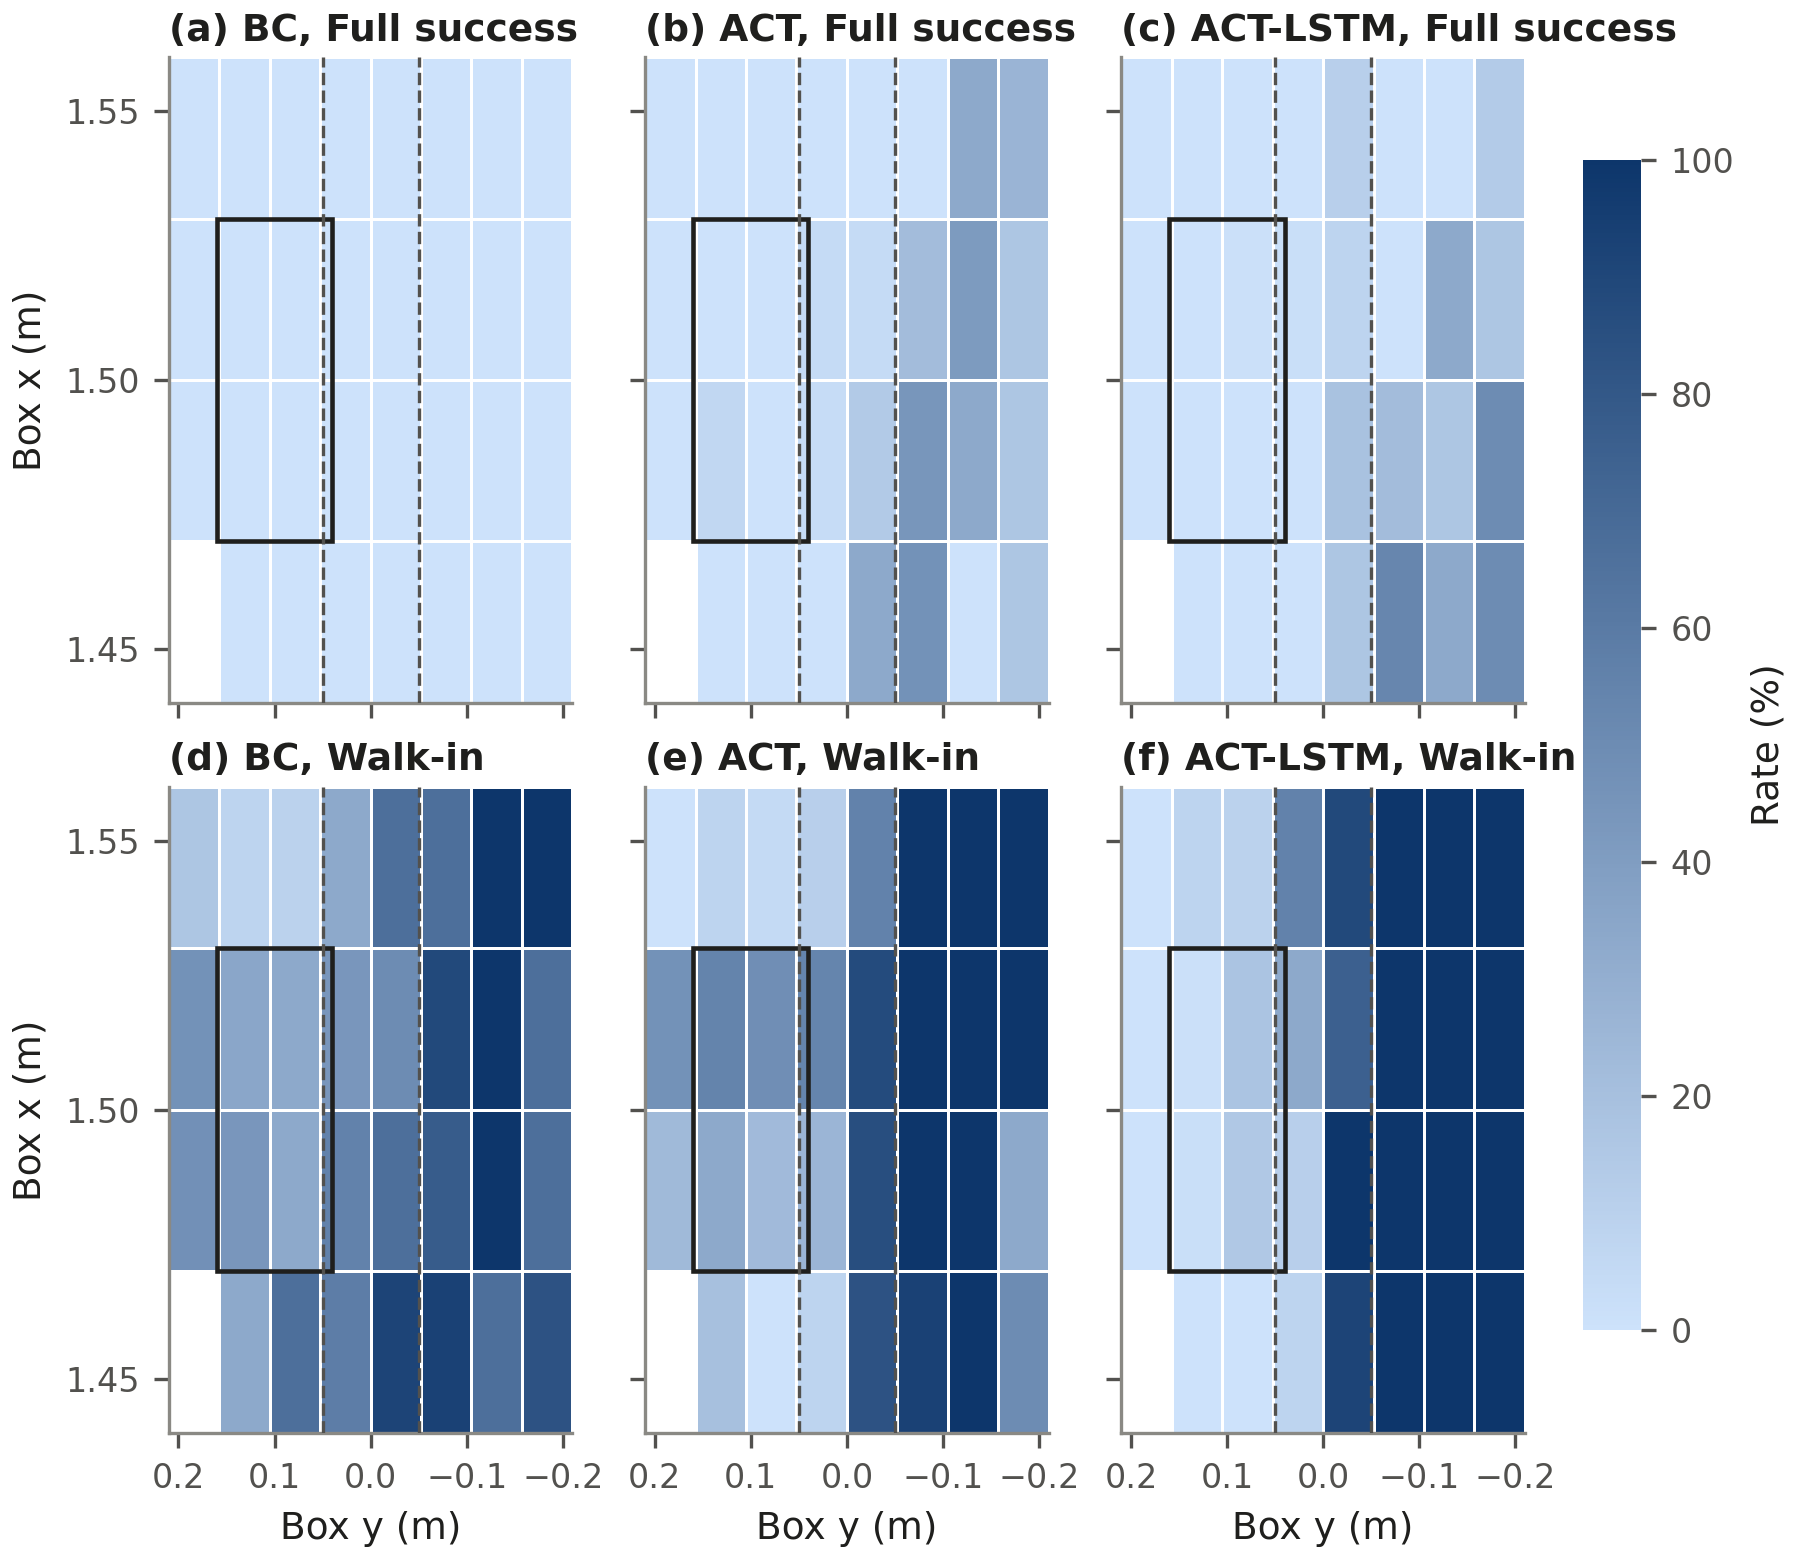 (a) BC, Full success
(b) ACT, Full success
(c) ACT-LSTM, Full success
1.55
1.50
1.45
Box x (m)
(d) BC, Walk-in
(e) ACT, Walk-in
(f) ACT-LSTM, Walk-in
1.55
1.50
1.45
Box x (m)
0.2 0.1 0.0 −0.1 −0.2
0.2 0.1 0.0 −0.1 −0.2
0.2 0.1 0.0 −0.1 −0.2
Box y (m)
Box y (m)
Box y (m)
100
80
60
40
20
0
Rate (%)